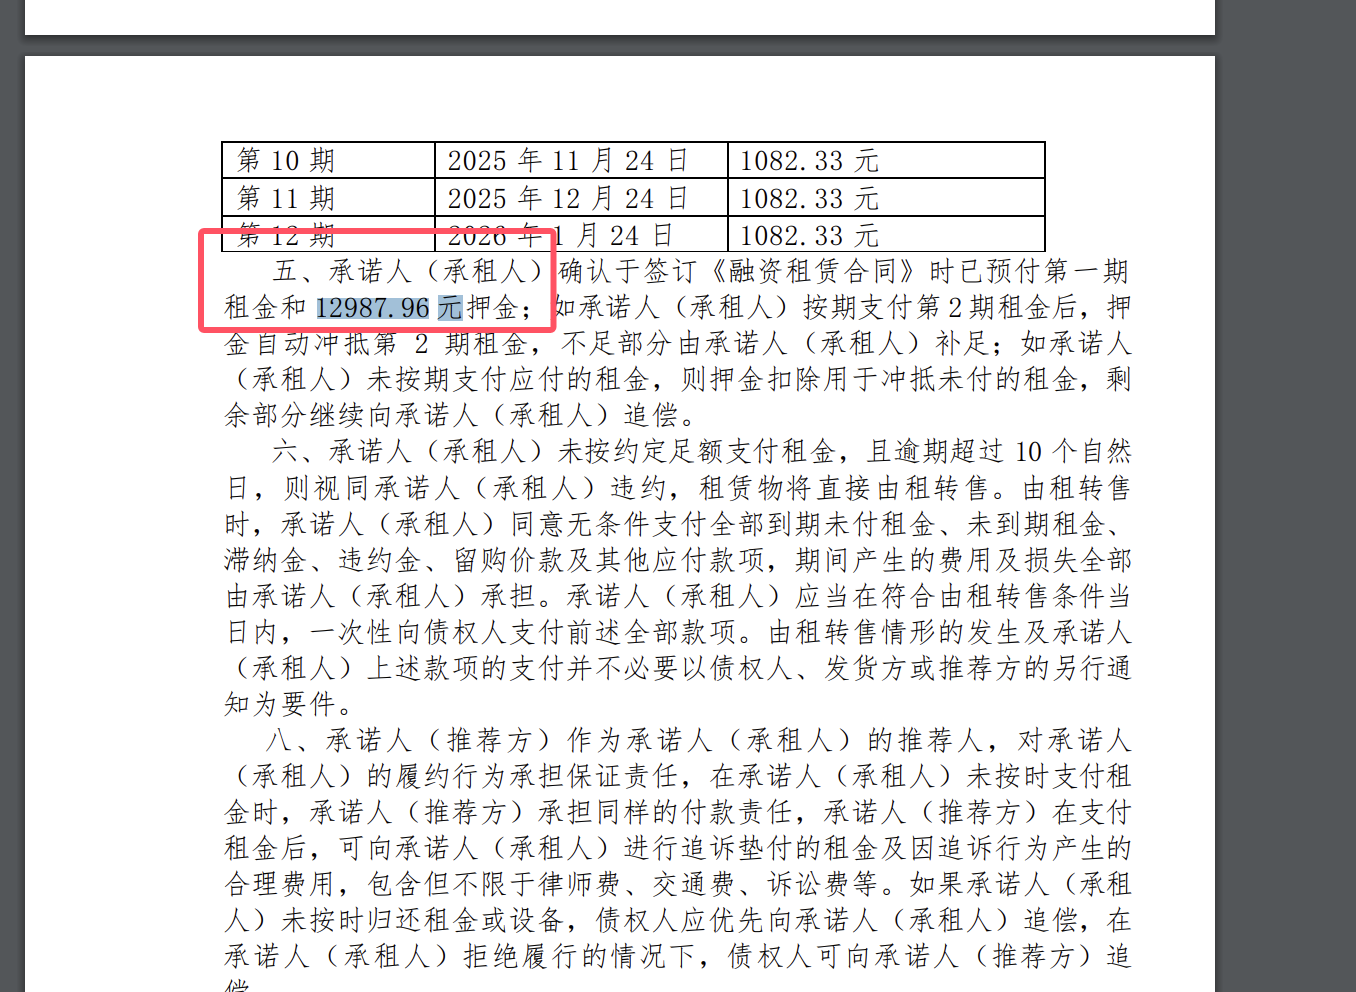 第 10 期 2025 年 11 月 24 日 1082.33 元
第 11 期 2025 年 12 月 24 日 1082.33 元
第 12 期 2026 年 1 月 24 日 1082.33 元
五、承诺人（承租人）确认于签订《融资租赁合同》时已预付第一期
租金和 12987.96 元押金；如承诺人（承租人）按期支付第 2 期租金后，押
金自动冲抵第 2 期租金，不足部分由承诺人（承租人）补足；如承诺人
（承租人）未按期支付应付的租金，则押金扣除用于冲抵未付的租金，剩
余部分继续向承诺人（承租人）追偿。
六、承诺人（承租人）未按约定足额支付租金，且逾期超过 10 个自然
日，则视同承诺人（承租人）违约，租赁物将直接由租转售。由租转售
时，承诺人（承租人）同意无条件支付全部到期未付租金、未到期租金、
滞纳金、违约金、留购价款及其他应付款项，期间产生的费用及损失全部
由承诺人（承租人）承担。承诺人（承租人）应当在符合由租转售条件当
日内，一次性向债权人支付前述全部款项。由租转售情形的发生及承诺人
（承租人）上述款项的支付并不必要以债权人、发货方或推荐方的另行通
知为要件。
八、承诺人（推荐方）作为承诺人（承租人）的推荐人，对承诺人
（承租人）的履约行为承担保证责任，在承诺人（承租人）未按时支付租
金时，承诺人（推荐方）承担同样的付款责任，承诺人（推荐方）在支付
租金后，可向承诺人（承租人）进行追诉垫付的租金及因追诉行为产生的
合理费用，包含但不限于律师费、交通费、诉讼费等。如果承诺人（承租
人）未按时归还租金或设备，债权人应优先向承诺人（承租人）追偿，在
承诺人（承租人）拒绝履行的情况下，债权人可向承诺人（推荐方）追
偿